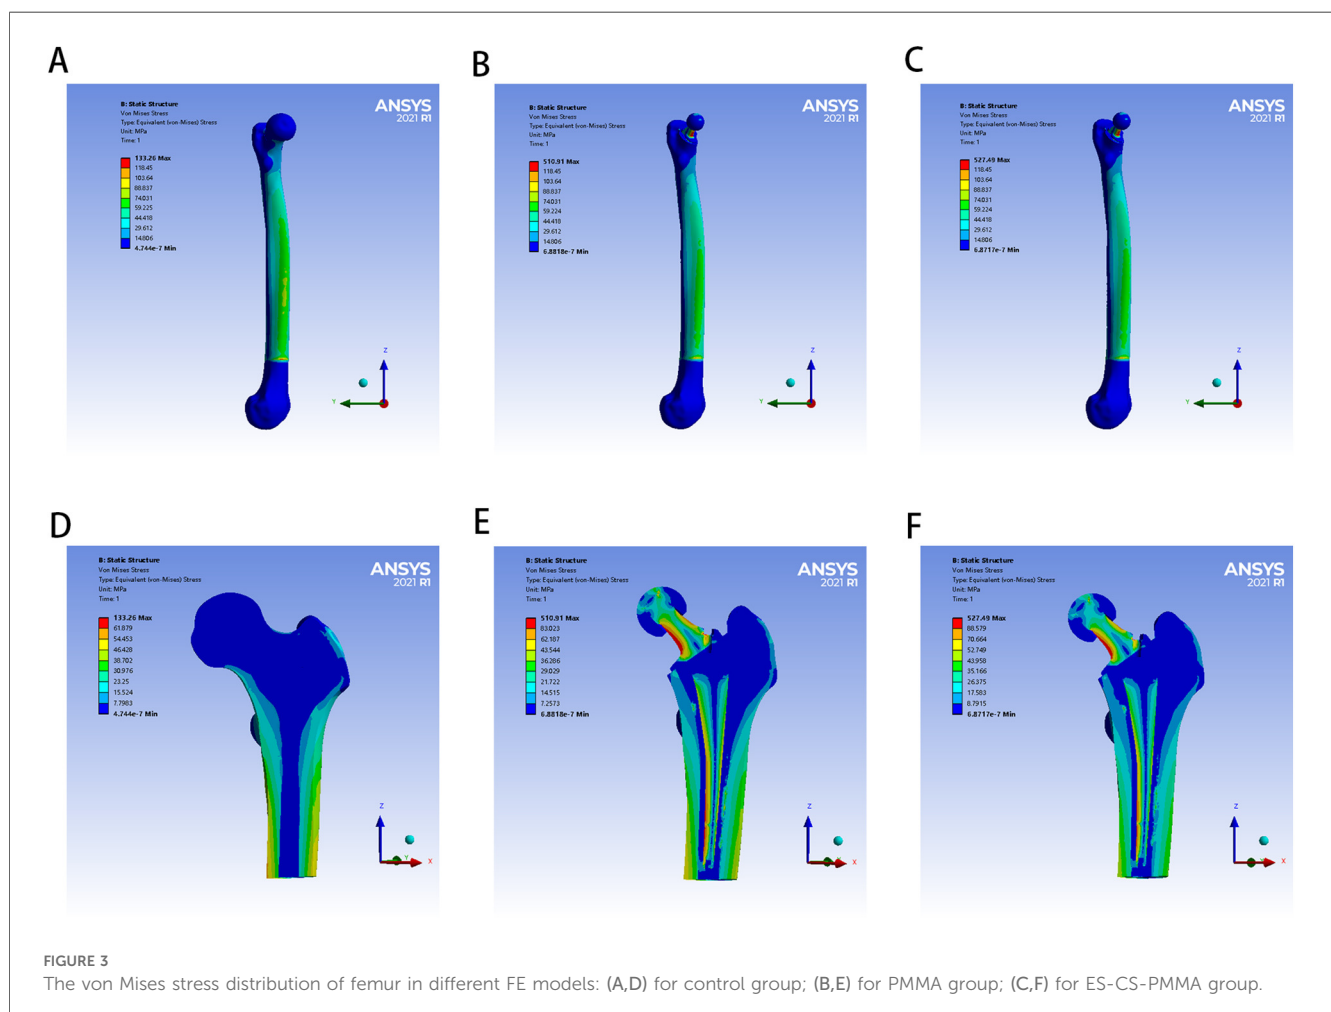 A
B: Static Structure
Von Mises Stress
Type: Equivalent (von-Mises) Stress
Unit: MPa
Time: 1
133.26 Max
118.45
103.64
88.837
74.031
59.225
44.418
29.612
14.806
4.744e-7 Min
ANSYS
2021 R1
Z
Y
B
B: Static Structure
Von Mises Stress
Type: Equivalent (von-Mises) Stress
Unit: MPa
Time: 1
510.91 Max
118.45
103.64
88.837
74.031
59.224
44.418
29.612
14.806
6.8818e-7 Min
ANSYS
2021 R1
Z
Y
C
B: Static Structure
Von Mises Stress
Type: Equivalent (von-Mises) Stress
Unit: MPa
Time: 1
527.49 Max
118.45
103.64
88.837
74.031
59.224
44.418
29.612
14.806
6.8717e-7 Min
ANSYS
2021 R1
Z
Y
D
B: Static Structure
Von Mises Stress
Type: Equivalent (von-Mises) Stress
Unit: MPa
Time: 1
133.26 Max
61.879
54.453
46.428
38.702
30.976
23.25
15.524
7.7983
4.744e-7 Min
ANSYS
2021 R1
Z
Y
X
E
B: Static Structure
Von Mises Stress
Type: Equivalent (von-Mises) Stress
Unit: MPa
Time: 1
510.91 Max
83.023
62.187
43.544
36.286
29.029
21.722
14.515
7.2573
6.8818e-7 Min
ANSYS
2021 R1
Z
Y
X
F
B: Static Structure
Von Mises Stress
Type: Equivalent (von-Mises) Stress
Unit: MPa
Time: 1
527.49 Max
88.579
70.664
52.749
43.958
35.166
26.375
17.583
8.7915
6.8717e-7 Min
ANSYS
2021 R1
Z
Y
X
FIGURE 3
The von Mises stress distribution of femur in different FE models: (A,D) for control group; (B,E) for PMMA group; (C,F) for ES-CS-PMMA group.